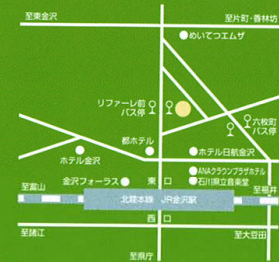 至東金沢
至片町・香林坊
めいてつエムザ
リファーレ前
バス停
六枚町
バス停
都ホテル
ホテル日航金沢
ホテル金沢
ANAクラウンプラザホテル
金沢フォーラス
東口
石川県立音楽堂
至富山
至福井
北陸本線 JR金沢駅
西口
至諸江
至大豆田
至県庁